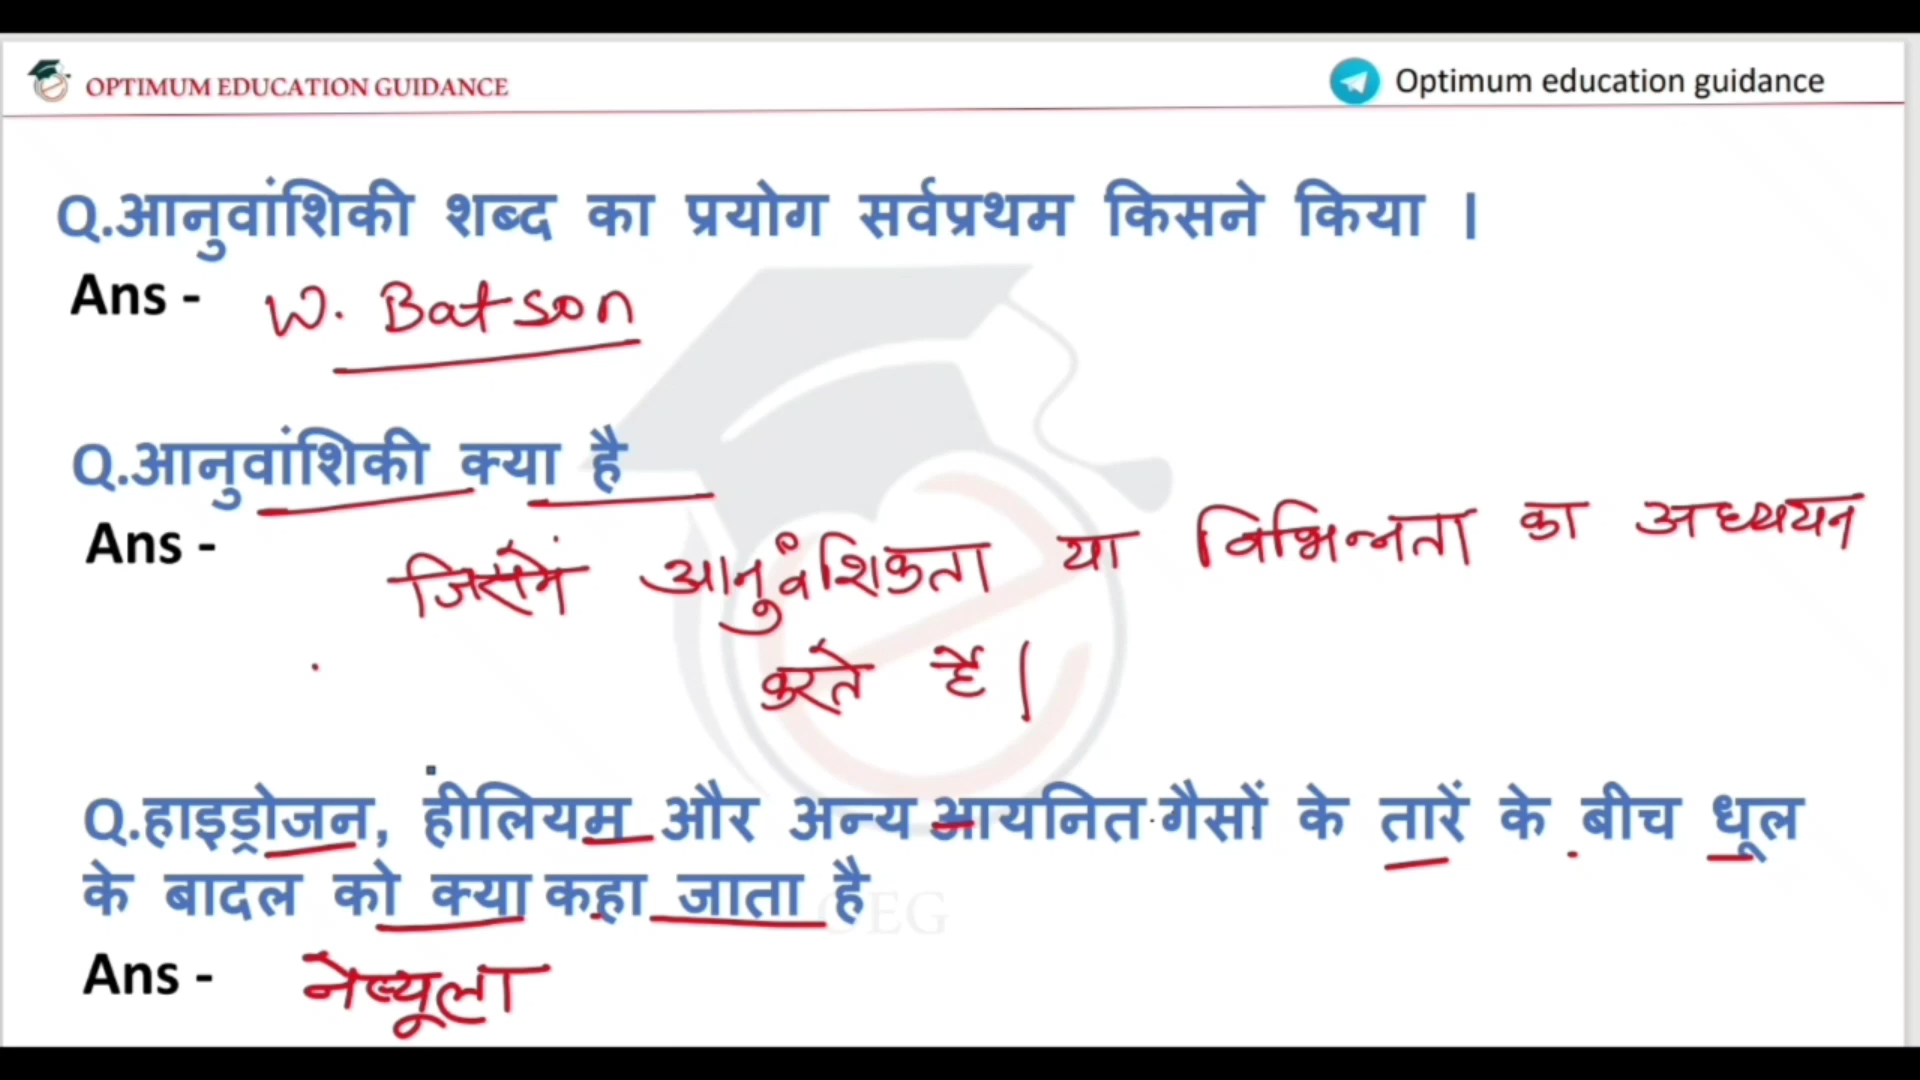 OPTIMUM EDUCATION GUIDANCE
Optimum education guidance
Q.आनुवांशिकी शब्द का प्रयोग सर्वप्रथम किसने किया ।
Ans - W. Batson
Q.आनुवांशिकी क्या है
Ans - जिसमें आनुवंशिकता या विभिन्नता का अध्ययन
करते हैं |
Q.हाइड्रोजन, हीलियम और अन्य आयनित गैसों के तारें के बीच धूल
के बादल को क्या कहा जाता है
OEG
Ans - नेब्यूला